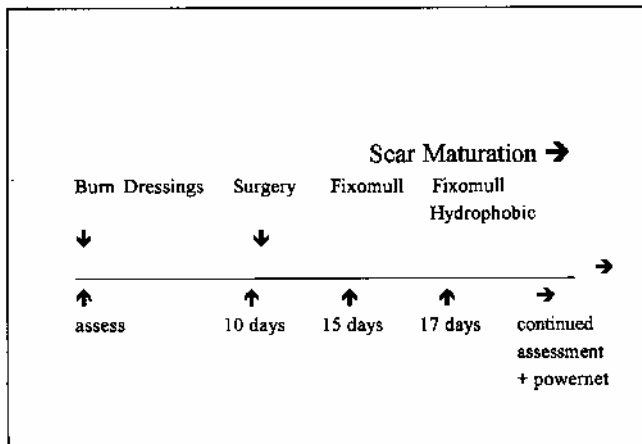 Scar Maturation →
Burn Dressings Surgery Fixomull Fixomull
Hydrophobic
assess 10 days 15 days 17 days continued
assessment
+ powernet